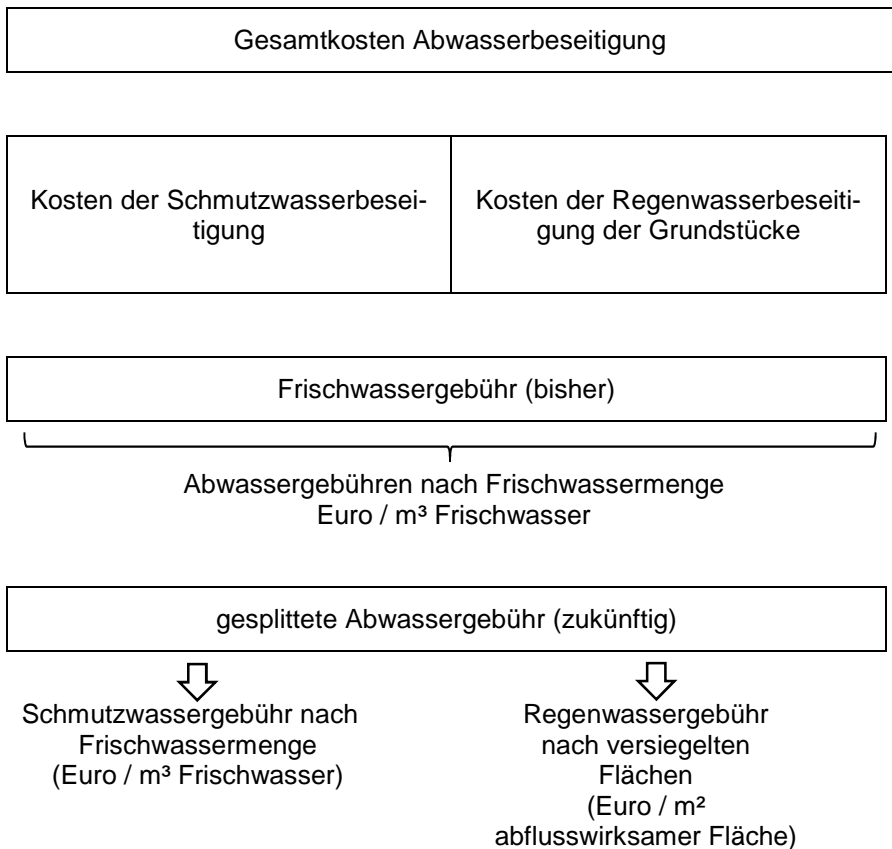 Gesamtkosten Abwasserbeseitigung
Kosten der Schmutzwasserbesei-
tigung
Kosten der Regenwasserbeseiti-
gung der Grundstücke
Frischwassergebühr (bisher)
Abwassergebühren nach Frischwassermenge
Euro / m³ Frischwasser
gesplittete Abwassergebühr (zukünftig)
Schmutzwassergebühr nach
Frischwassermenge
(Euro / m³ Frischwasser)
Regenwassergebühr
nach versiegelten
Flächen
(Euro / m²
abflusswirksamer Fläche)